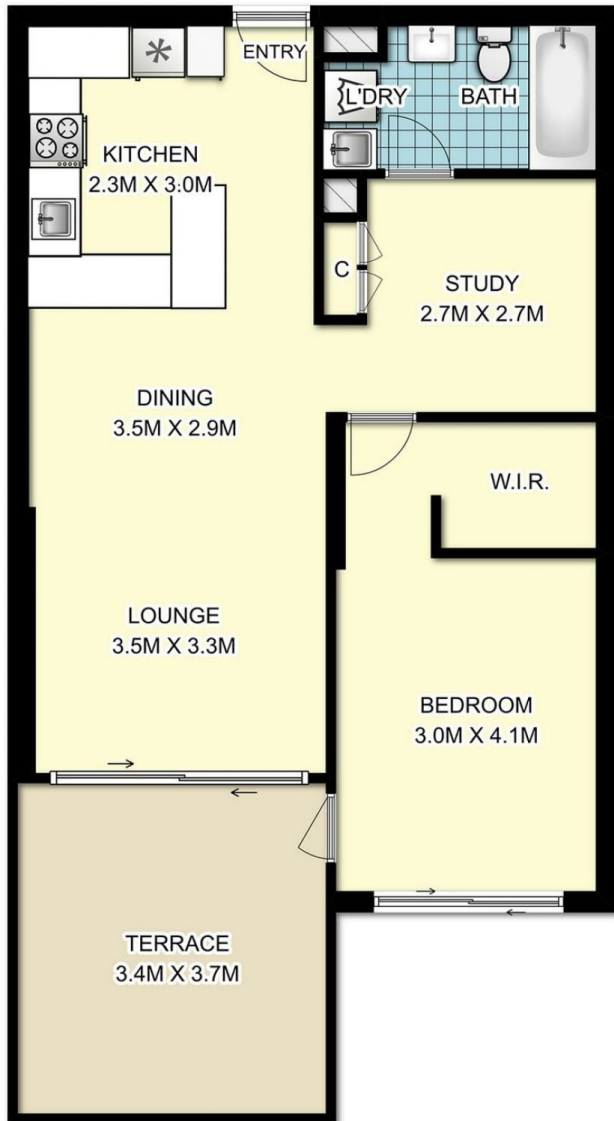 ENTRY
L'DRY
BATH
KITCHEN
2.3M X 3.0M
C
STUDY
2.7M X 2.7M
DINING
3.5M X 2.9M
W.I.R.
LOUNGE
3.5M X 3.3M
BEDROOM
3.0M X 4.1M
TERRACE
3.4M X 3.7M